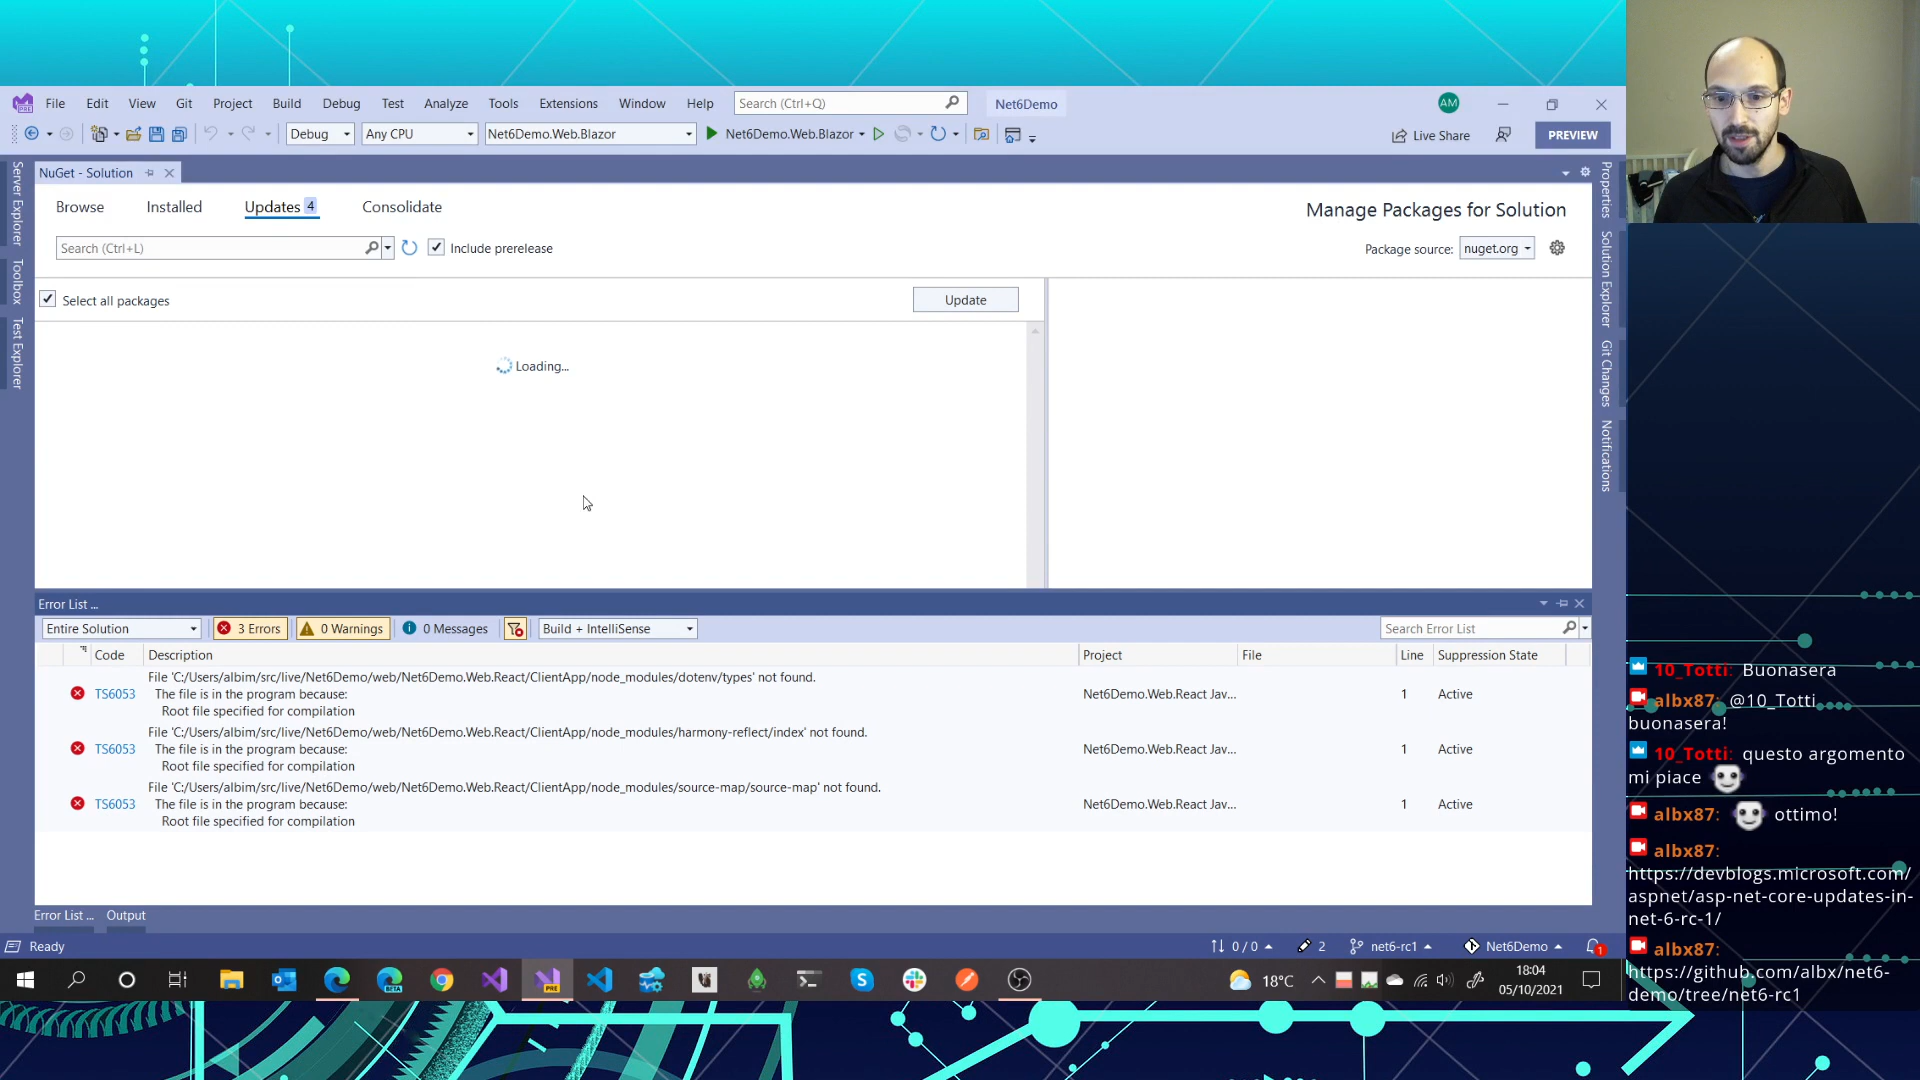 File Edit View Git Project Build Debug Test Analyze Tools Extensions Window Help Search (Ctrl+Q) Net6Demo AM
Debug Any CPU Net6Demo.Web.Blazor Net6Demo.Web.Blazor Live Share PREVIEW
Server Explorer
Toolbox
Test Explorer
NuGet - Solution
Browse Installed Updates 4 Consolidate
Manage Packages for Solution
Search (Ctrl+L) Include prerelease
Package source: nuget.org
Select all packages Update
Loading...
Properties
Solution Explorer
Git Changes
Notifications
Error List ...
Entire Solution 3 Errors 0 Warnings 0 Messages Build + IntelliSense Search Error List
Code Description Project File Line Suppression State
File 'C:/Users/albim/src/live/Net6Demo/web/Net6Demo.Web.React/ClientApp/node_modules/dotenv/types' not found.
TS6053 The file is in the program because: Net6Demo.Web.React Jav... 1 Active
Root file specified for compilation
File 'C:/Users/albim/src/live/Net6Demo/web/Net6Demo.Web.React/ClientApp/node_modules/harmony-reflect/index' not found.
TS6053 The file is in the program because: Net6Demo.Web.React Jav... 1 Active
Root file specified for compilation
File 'C:/Users/albim/src/live/Net6Demo/web/Net6Demo.Web.React/ClientApp/node_modules/source-map/source-map' not found.
TS6053 The file is in the program because: Net6Demo.Web.React Jav... 1 Active
Root file specified for compilation
Error List ... Output
Ready 0 / 0 2 net6-rc1 Net6Demo 1
BETA PRE 18°C 18:04
05/10/2021
10_Totti: Buonasera
albx87: @10_Totti
buonasera!
10_Totti: questo argomento
mi piace
albx87: ottimo!
albx87:
https://devblogs.microsoft.com/
aspnet/asp-net-core-updates-in-
net-6-rc-1/
albx87:
https://github.com/albx/net6-
demo/tree/net6-rc1